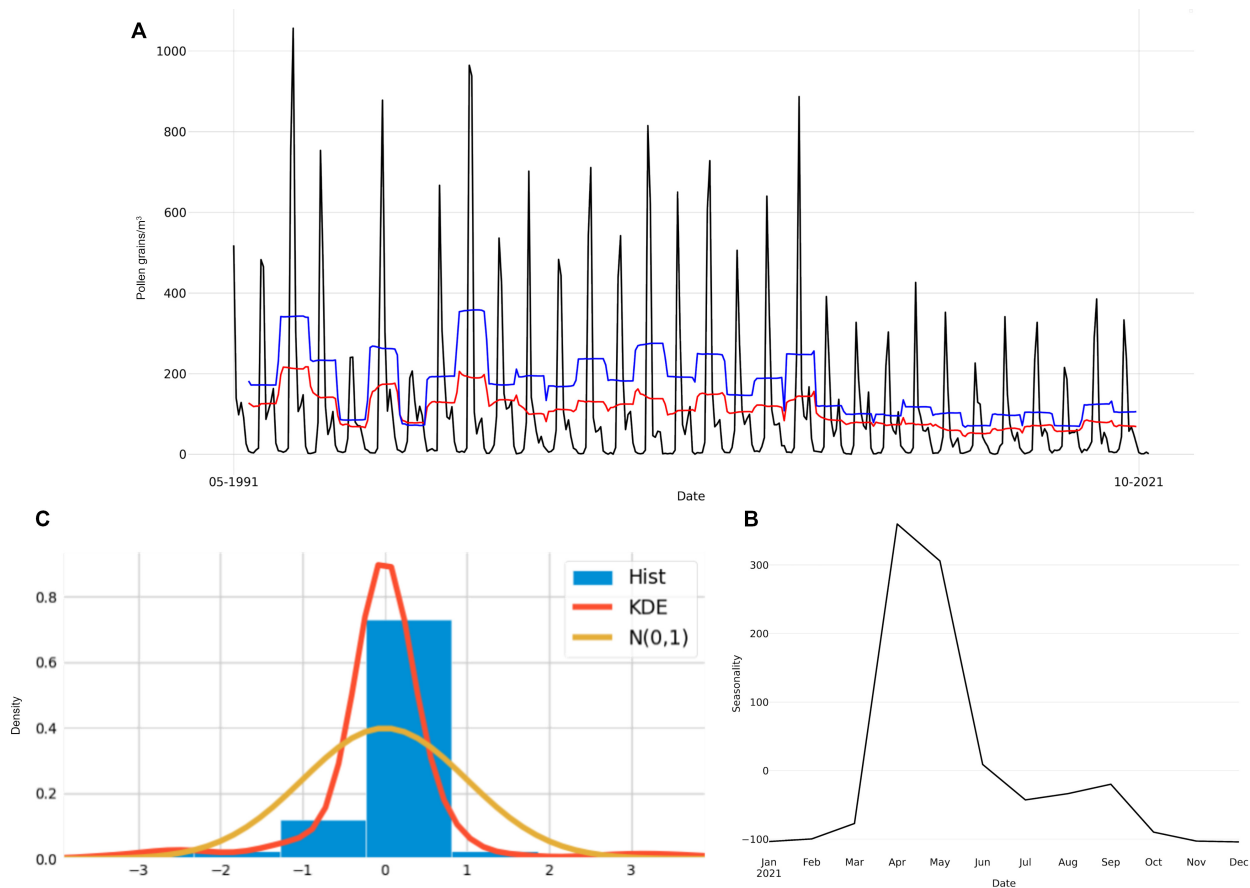 A
1000
800
600
400
200
0
Pollen grains/m³
05-1991
10-2021
Date
C
0.8
0.6
0.4
0.2
0.0
Density
−3
−2
−1
0
1
2
3
Hist
KDE
N(0,1)
B
300
200
100
0
−100
Seasonality
Jan Feb Mar Apr May Jun Jul Aug Sep Oct Nov Dec
2021
Date